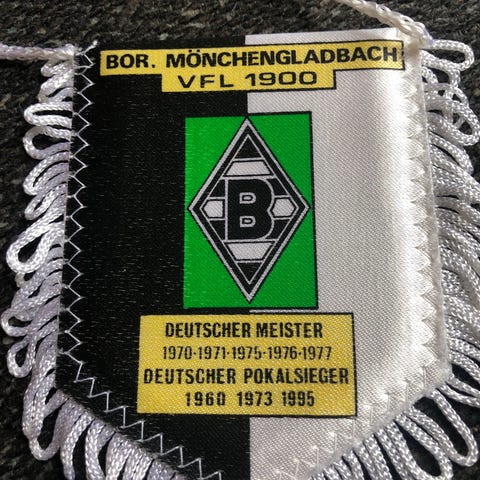 BOR. MÖNCHENGLADBACH
VFL 1900
B
DEUTSCHER MEISTER
1970-1971-1975-1976-1977
DEUTSCHER POKALSIEGER
1960 1973 1995